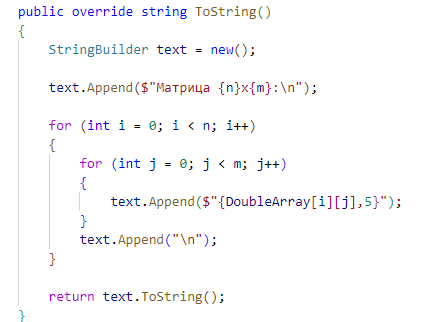 public override string ToString()
{
    StringBuilder text = new();

    text.Append($"Матрица {n}x{m}:\n");

    for (int i = 0; i < n; i++)
    {
        for (int j = 0; j < m; j++)
        {
            text.Append($"{DoubleArray[i][j],5}");
        }
        text.Append("\n");
    }

    return text.ToString();
}